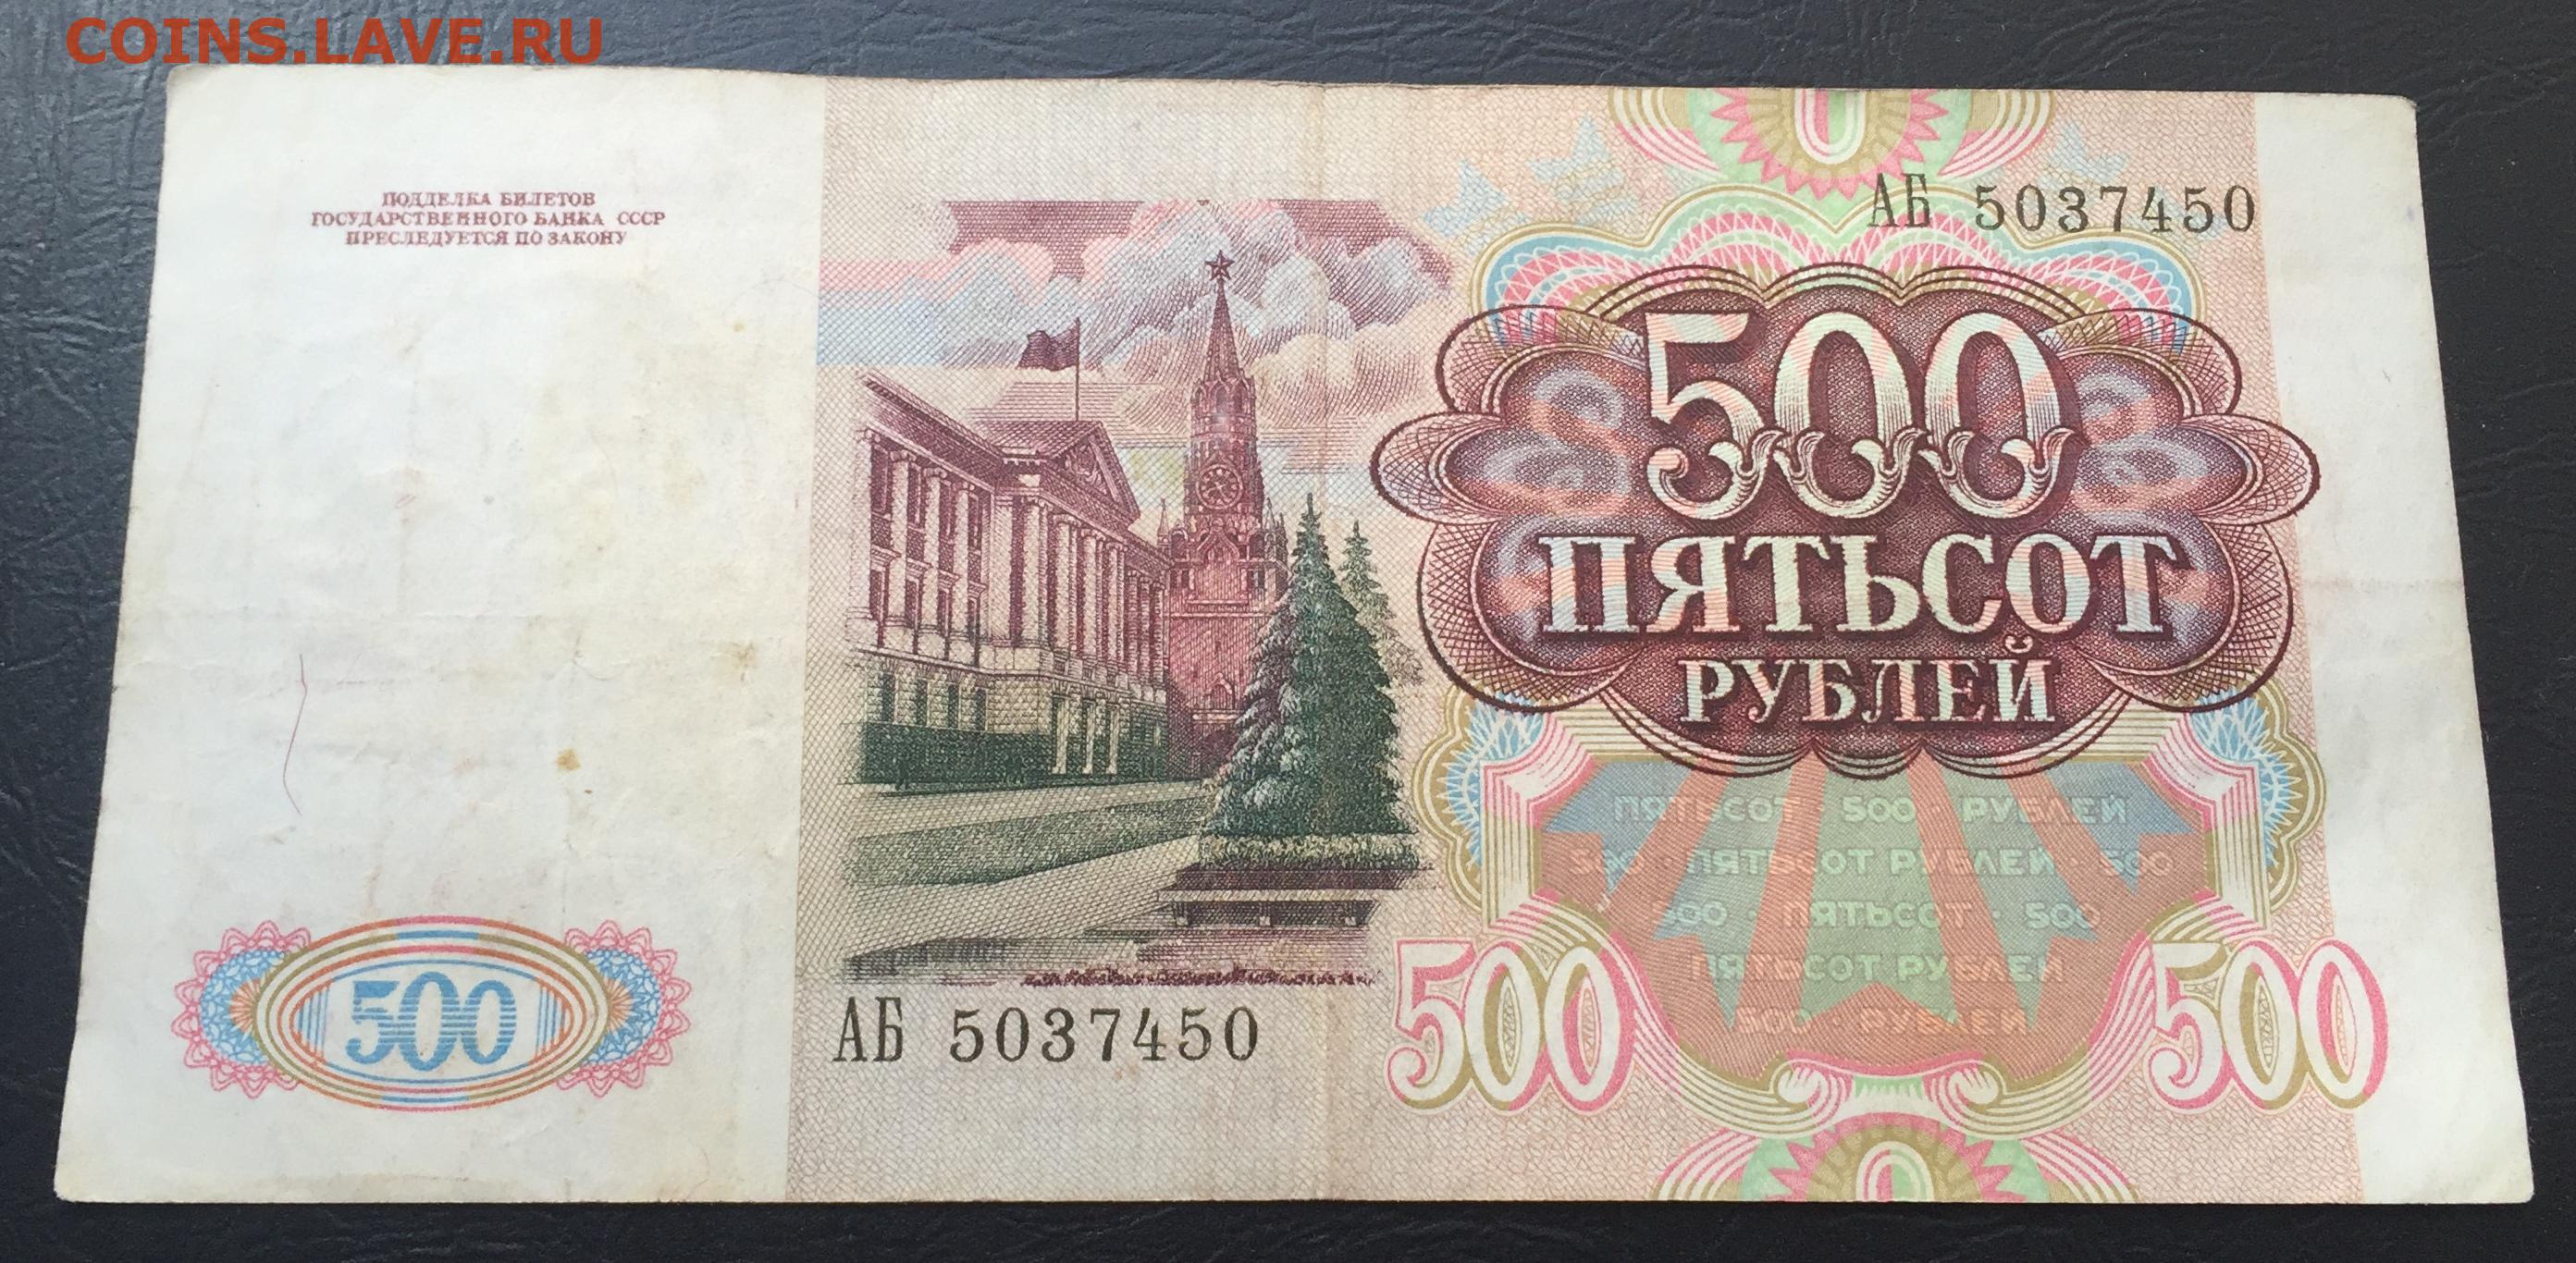 COINS.LAVE.RU
ПОДДЕЛКА БИЛЕТОВ
ГОСУДАРСТВЕННОГО БАНКА СССР
ПРЕСЛЕДУЕТСЯ ПО ЗАКОНУ
АБ 5037450
500
ПЯТЬСОТ
РУБЛЕЙ
ПЯТЬСОТ · 500 · РУБЛЕЙ
500 · ПЯТЬСОТ РУБЛЕЙ · 500
500 · ПЯТЬСОТ · 500
ПЯТЬСОТ РУБЛЕЙ
500 · РУБЛЕЙ
500
500
500
АБ 5037450